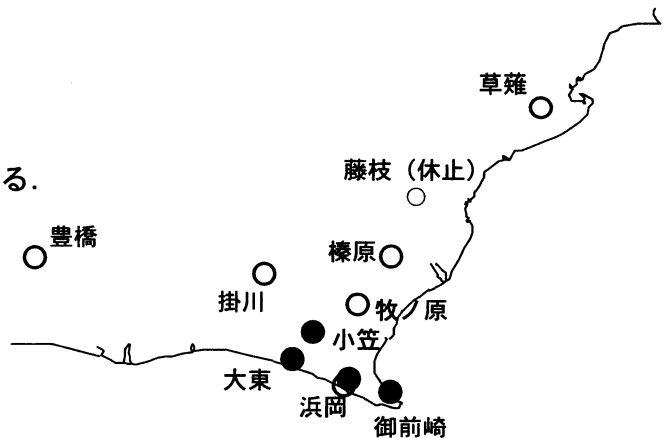 草薙
藤枝（休止）
る．
豊橋
榛原
掛川
牧ノ原
小笠
大東
浜岡
御前崎